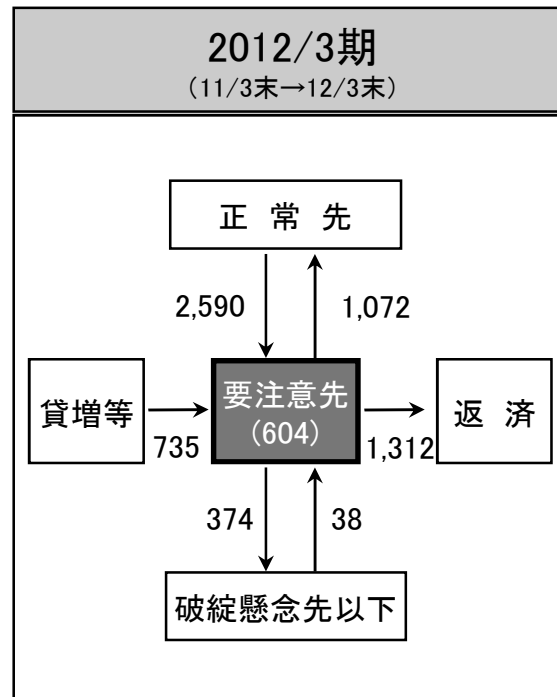 2012/3期
（11/3末→12/3末）
正 常 先
2,590
1,072
貸増等
735
要注意先
(604)
1,312
返 済
374
38
破綻懸念先以下